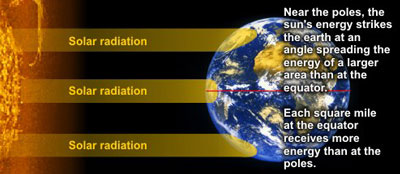 Solar radiation
Solar radiation
Solar radiation
Near the poles, the
sun's energy strikes
the earth at an
angle spreading the
energy of a larger
area than at the
equator.
Each square mile
at the equator
receives more
energy than at the
poles.